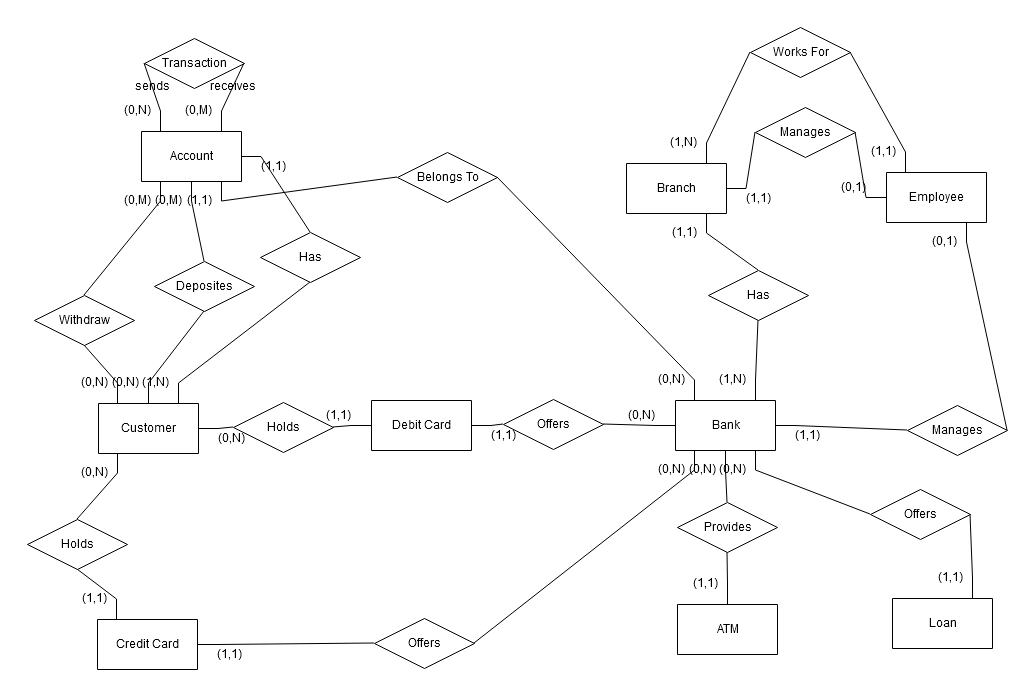 Works For
Transaction
sends
receives
(0,N)
(0,M)
Manages
(1,N)
(1,1)
Account
(1,1)
Belongs To
Branch
(1,1)
(0,1)
Employee
(0,M)
(0,M)
(1,1)
(1,1)
(0,1)
Has
Deposites
Has
Withdraw
(0,N)
(0,N)
(1,N)
(0,N)
(1,N)
Customer
(0,N)
Holds
(1,1)
Debit Card
(1,1)
Offers
(0,N)
Bank
(1,1)
Manages
(0,N)
(0,N)
(0,N)
(0,N)
Offers
Provides
Holds
(1,1)
(1,1)
(1,1)
Credit Card
(1,1)
Offers
ATM
Loan